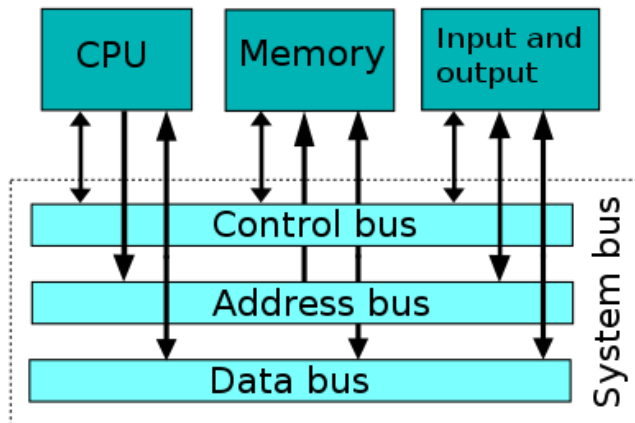 CPU
Memory
Input and
output
Control bus
Address bus
Data bus
System bus